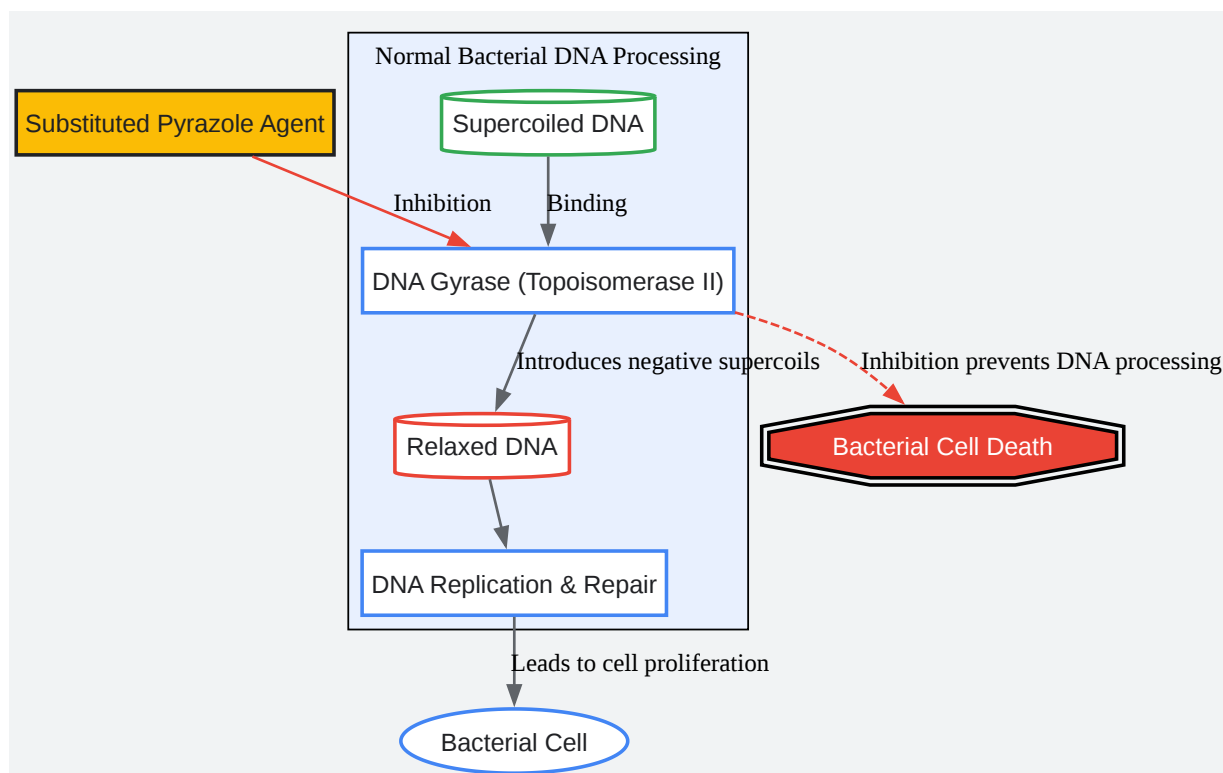 Normal Bacterial DNA Processing
Substituted Pyrazole Agent
Supercoiled DNA
Inhibition
Binding
DNA Gyrase (Topoisomerase II)
Introduces negative supercoils
Inhibition prevents DNA processing
Relaxed DNA
Bacterial Cell Death
DNA Replication & Repair
Leads to cell proliferation
Bacterial Cell